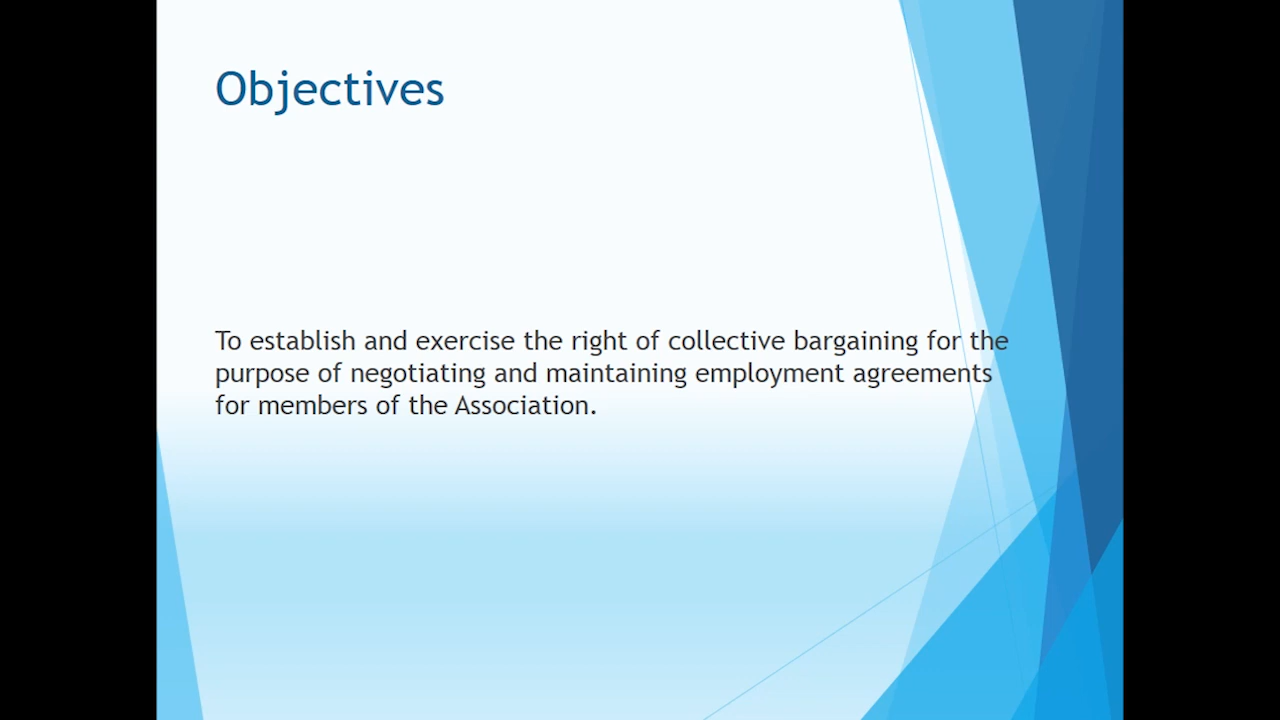 Objectives
To establish and exercise the right of collective bargaining for the
purpose of negotiating and maintaining employment agreements
for members of the Association.